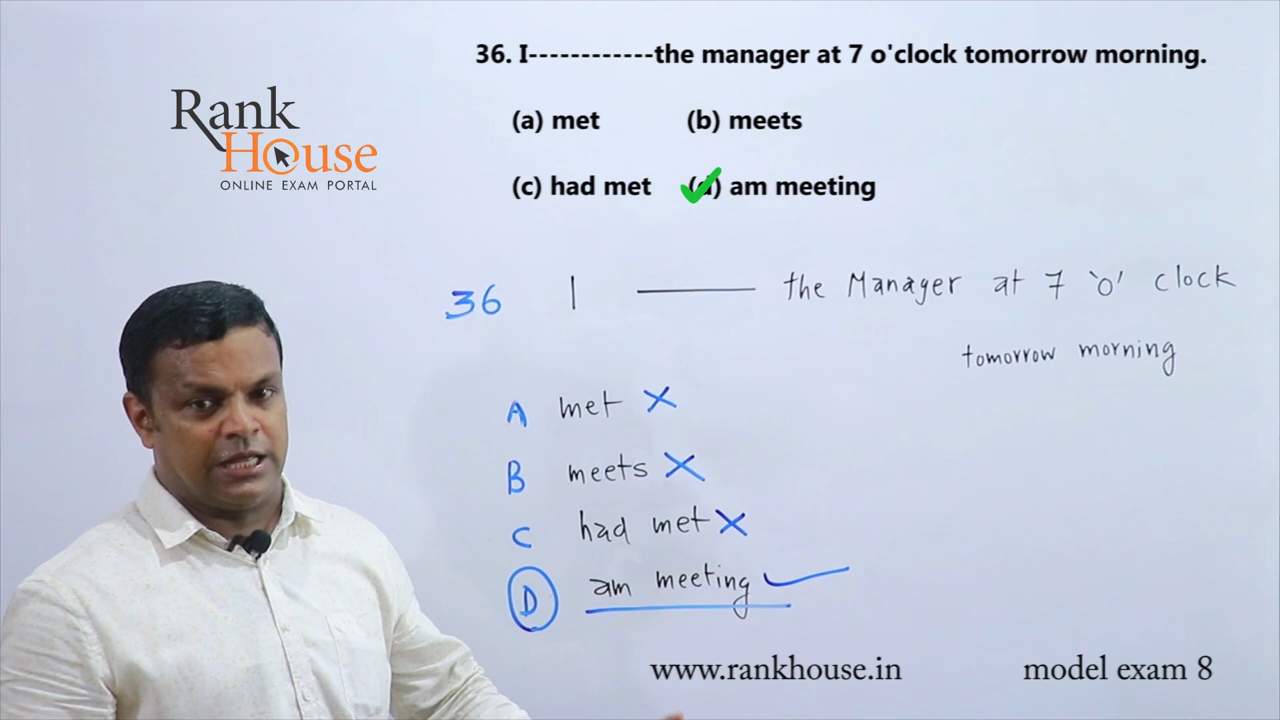 36. I------------the manager at 7 o'clock tomorrow morning.
(a) met (b) meets
(c) had met (d) am meeting
Rank
House
ONLINE EXAM PORTAL
36 I ——— the Manager at 7 'o' clock
tomorrow morning
A met ×
B meets ×
C had met ×
D am meeting ✓
www.rankhouse.in model exam 8